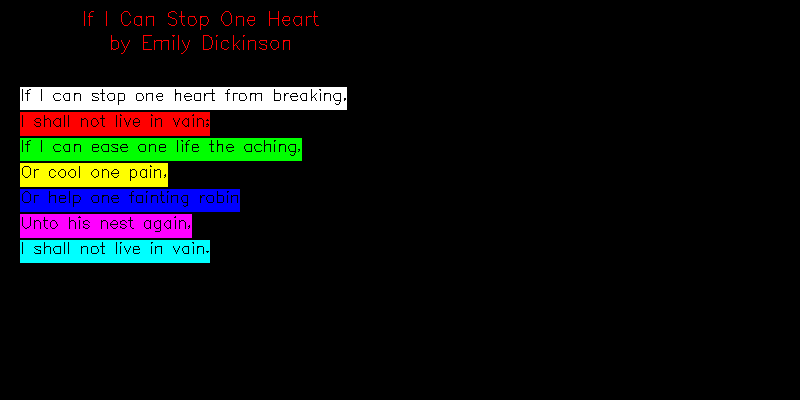 If I Can Stop One Heart
by Emily Dickinson
If I can stop one heart from breaking,
I shall not live in vain;
If I can ease one life the aching,
Or cool one pain,
Or help one fainting robin
Unto his nest again,
I shall not live in vain.